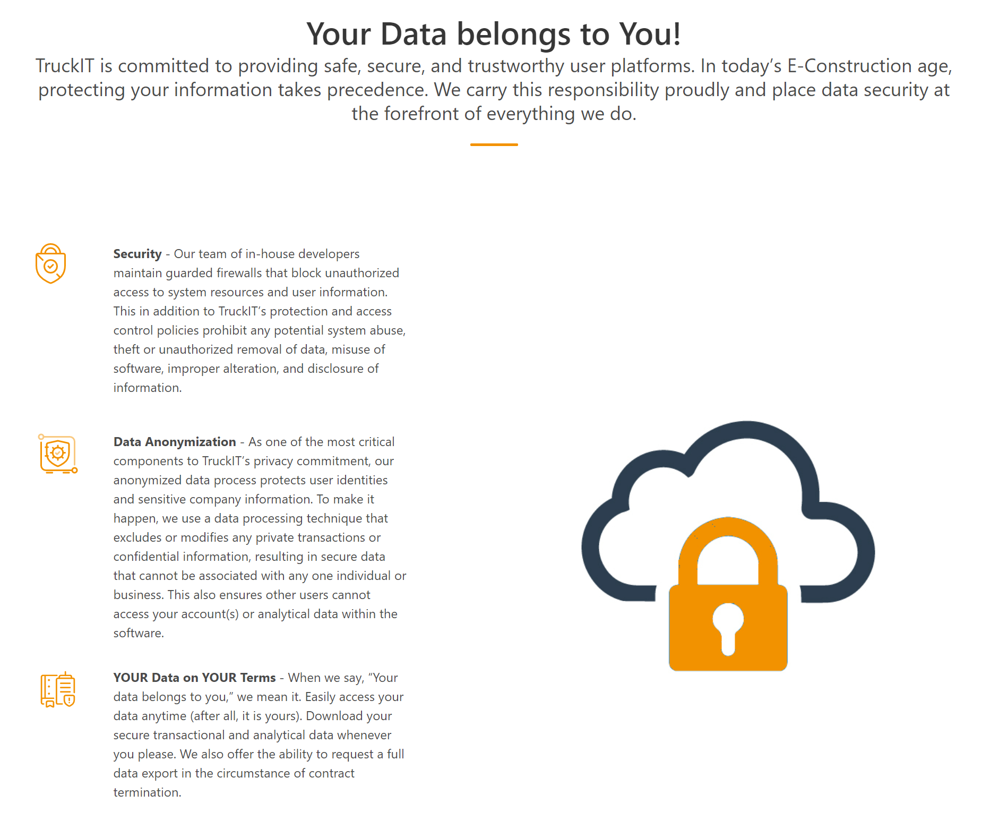 Your Data belongs to You!
TruckIT is committed to providing safe, secure, and trustworthy user platforms. In today’s E-Construction age,
protecting your information takes precedence. We carry this responsibility proudly and place data security at
the forefront of everything we do.
Security - Our team of in-house developers
maintain guarded firewalls that block unauthorized
access to system resources and user information.
This in addition to TruckIT’s protection and access
control policies prohibit any potential system abuse,
theft or unauthorized removal of data, misuse of
software, improper alteration, and disclosure of
information.
Data Anonymization - As one of the most critical
components to TruckIT’s privacy commitment, our
anonymized data process protects user identities
and sensitive company information. To make it
happen, we use a data processing technique that
excludes or modifies any private transactions or
confidential information, resulting in secure data
that cannot be associated with any one individual or
business. This also ensures other users cannot
access your account(s) or analytical data within the
software.
YOUR Data on YOUR Terms - When we say, “Your
data belongs to you,” we mean it. Easily access your
data anytime (after all, it is yours). Download your
secure transactional and analytical data whenever
you please. We also offer the ability to request a full
data export in the circumstance of contract
termination.